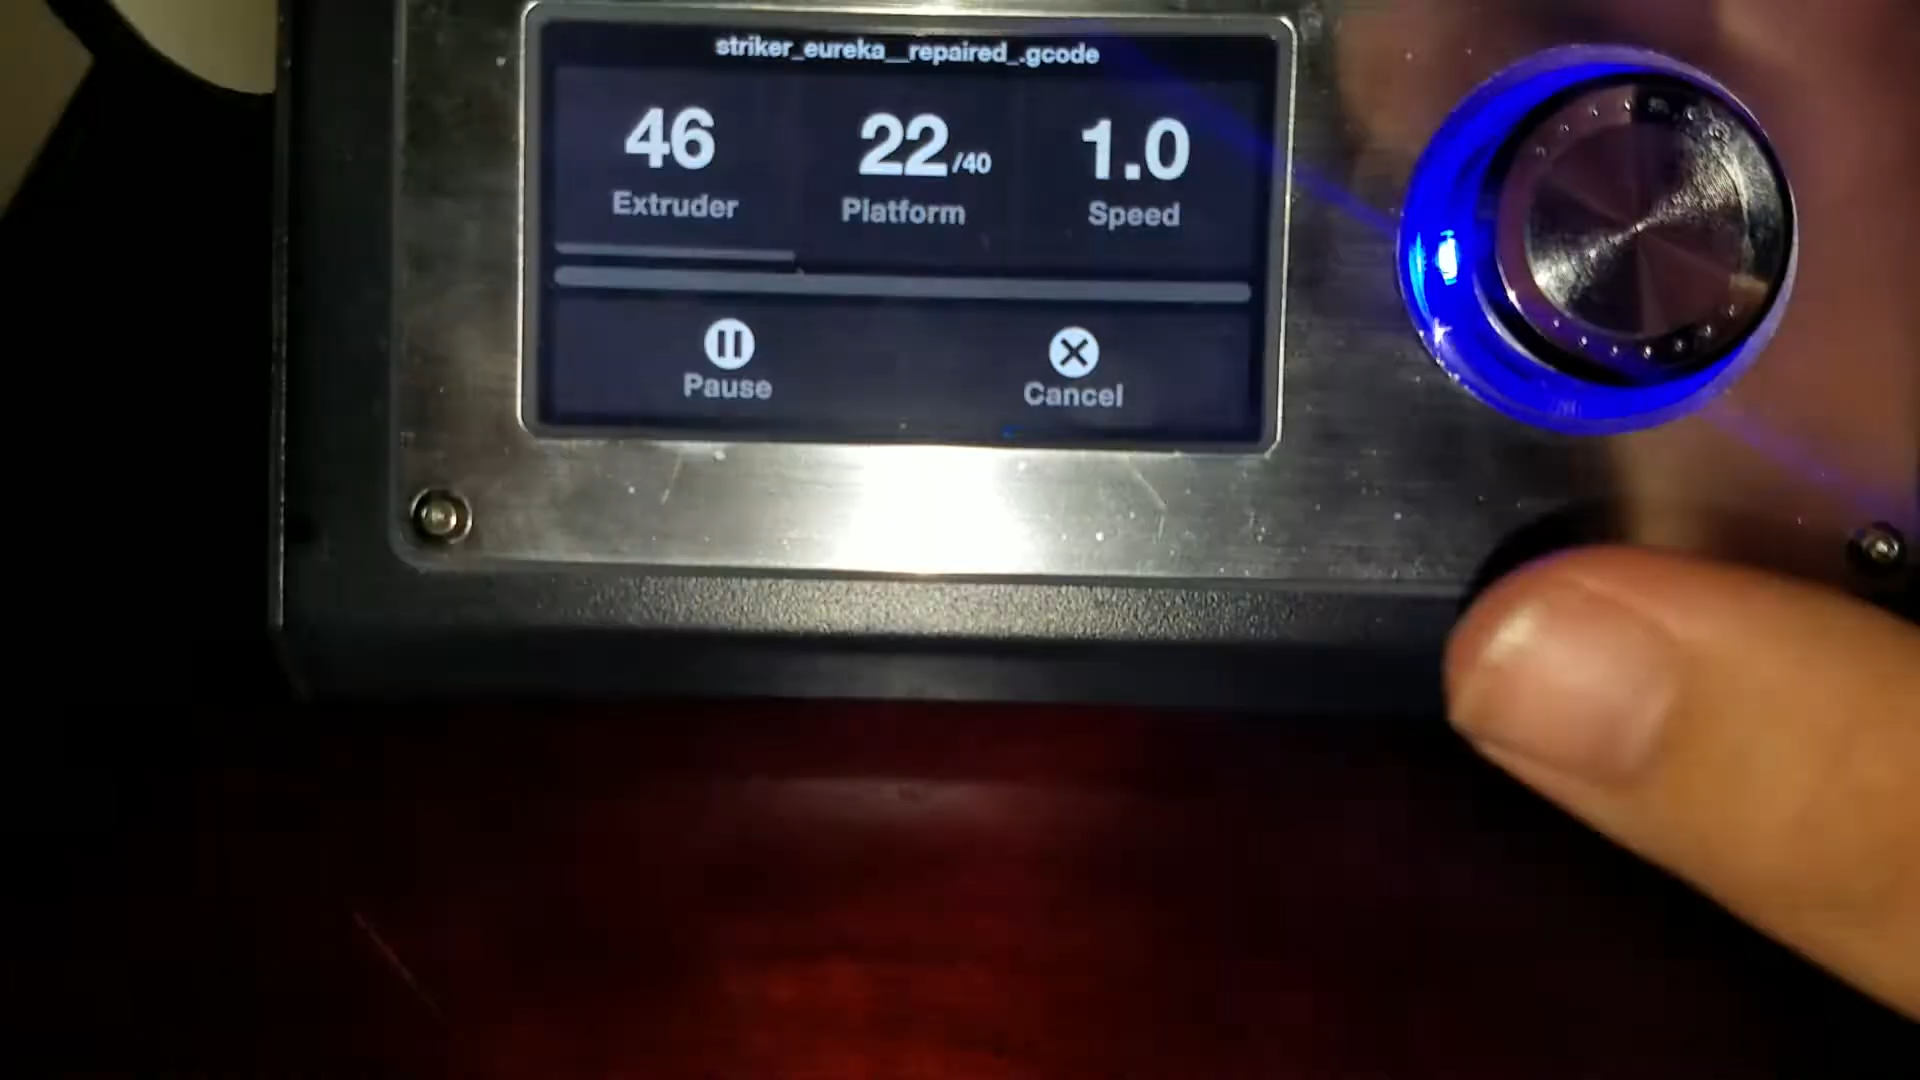 striker_eureka__repaired_.gcode
46 22/40 1.0
Extruder Platform Speed
Pause Cancel